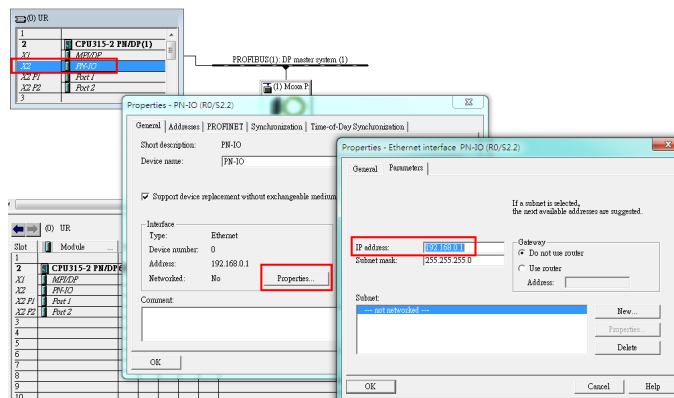 (0) UR
1
2 CPU315-2 PN/DP(1)
X1 MPI/DP
X2 PN-IO
X2 P1 Port 1
X2 P2 Port 2
3
PROFIBUS(1): DP master system (1)
(1) Moxa P.
Properties - PN-IO (R0/S2.2)
General Addresses PROFINET Synchronization Time-of-Day Synchronization
Short description: PN-IO
Device name: PN-IO
Support device replacement without exchangeable medium
Interface
Type: Ethernet
Device number: 0
Address: 192.168.0.1
Networked: No Properties...
Comment:
OK
Properties - Ethernet interface PN-IO (R0/S2.2)
General Parameters
If a subnet is selected,
the next available addresses are suggested.
IP address: 192.168.0.1
Subnet mask: 255.255.255.0
Gateway
Do not use router
Use router
Address:
Subnet:
--- not networked ---
New...
Properties...
Delete
OK Cancel Help
(0) UR
Slot Module ...
1
2 CPU315-2 PN/DP(
X1 MPI/DP
X2 PN-IO
X2 P1 Port 1
X2 P2 Port 2
3
4
5
6
7
8
9
10